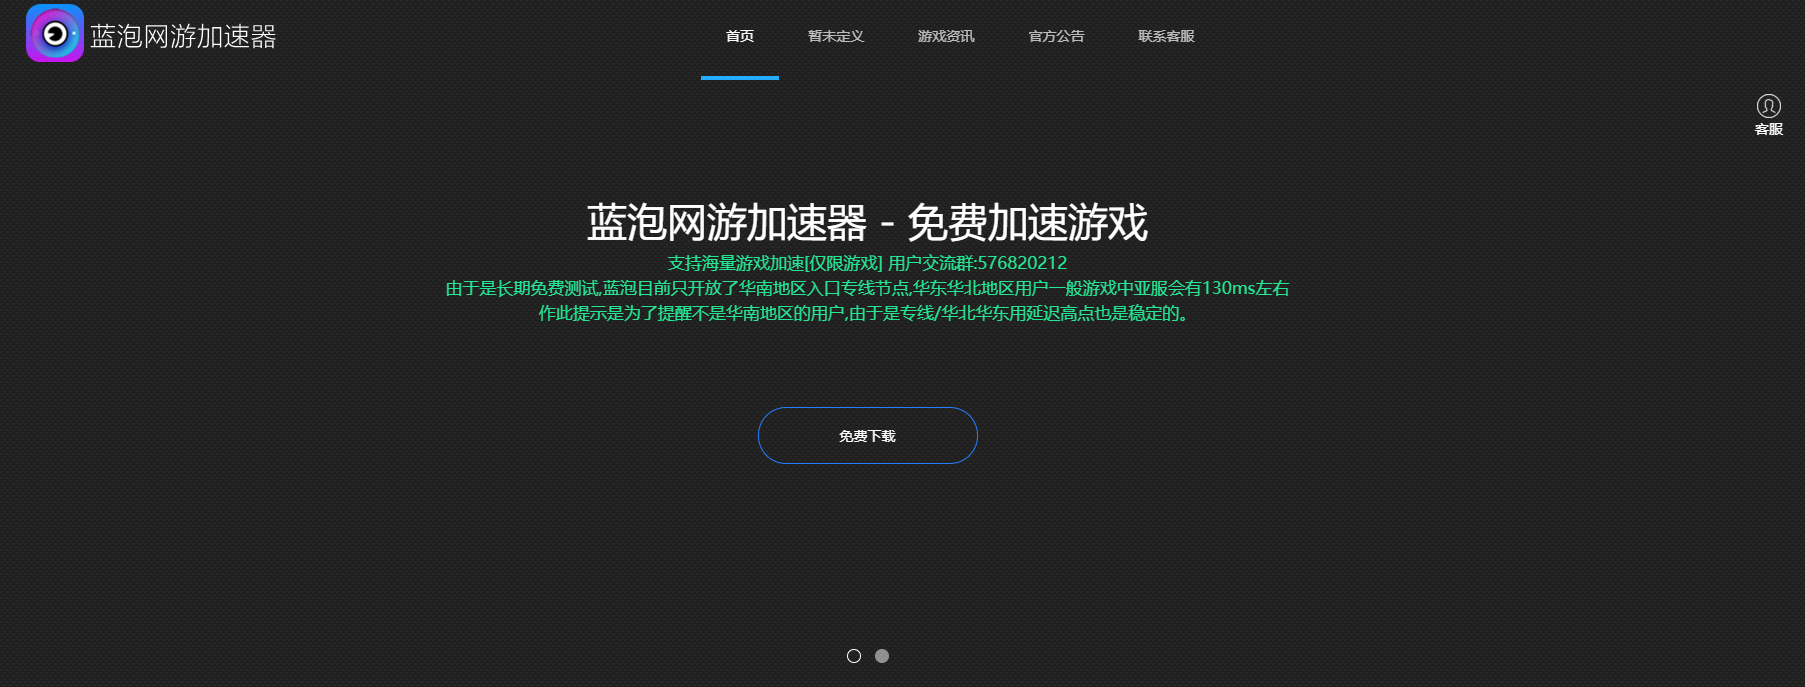 蓝泡网游加速器
首页
暂未定义
游戏资讯
官方公告
联系客服
客服
蓝泡网游加速器 - 免费加速游戏
支持海量游戏加速[仅限游戏] 用户交流群:576820212
由于是长期免费测试,蓝泡目前只开放了华南地区入口专线节点,华东华北地区用户一般游戏中亚服会有130ms左右
作此提示是为了提醒不是华南地区的用户,由于是专线/华北华东用延迟高点也是稳定的。
免费下载